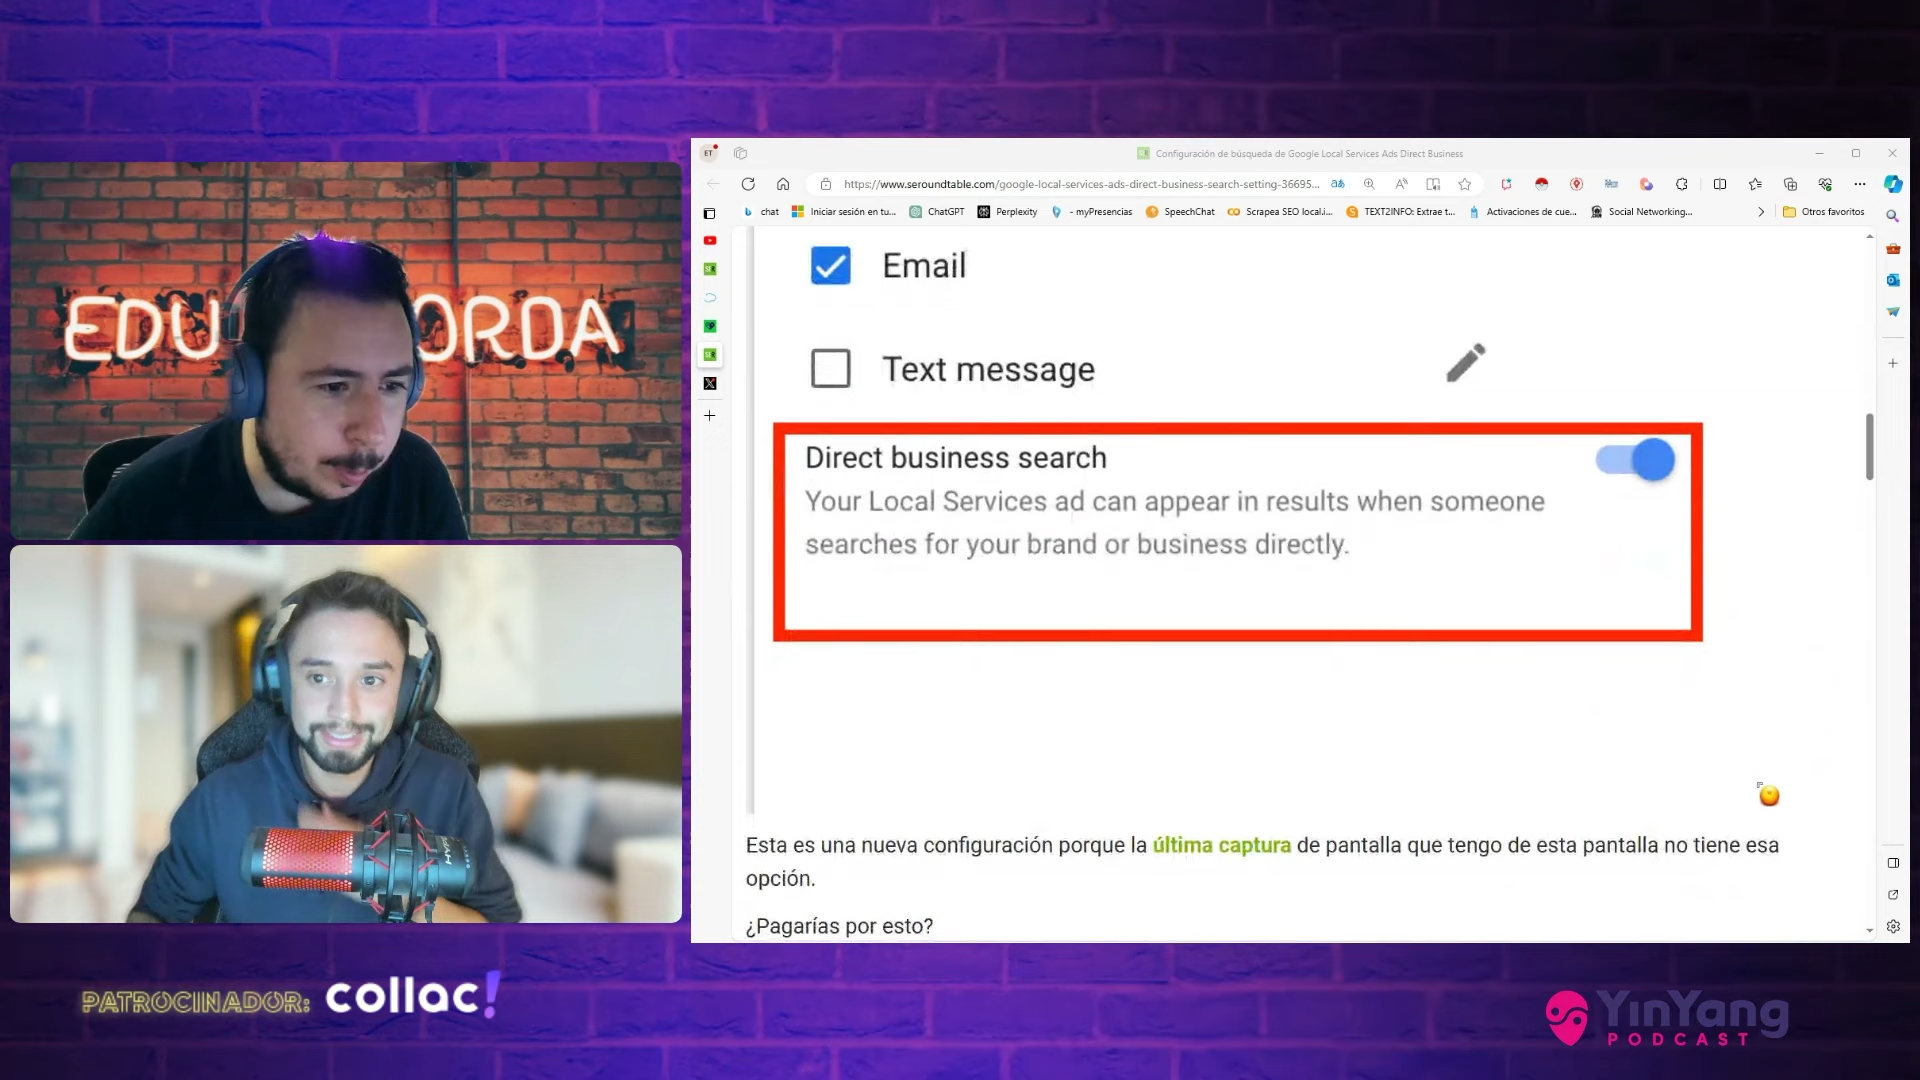 EDU
ORDA
HyperX
PATROCINADOR: collac!
YinYang
PODCAST
ET
Configuración de búsqueda de Google Local Services Ads Direct Business
https://www.seroundtable.com/google-local-services-ads-direct-business-search-setting-36695...
chat
Iniciar sesión en tu...
ChatGPT
Perplexity
- myPresencias
SpeechChat
Scrapea SEO local.i...
TEXT2INFO: Extrae t...
Activaciones de cue...
Social Networking...
Otros favoritos
Email
Text message
Direct business search
Your Local Services ad can appear in results when someone
searches for your brand or business directly.
Esta es una nueva configuración porque la última captura de pantalla que tengo de esta pantalla no tiene esa
opción.
¿Pagarías por esto?